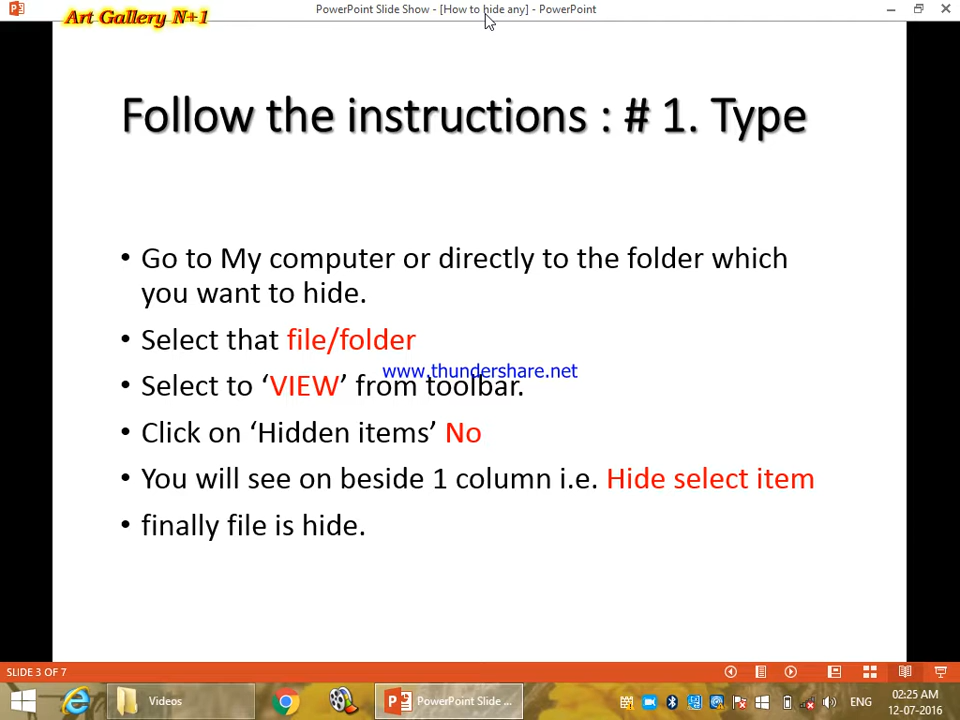 Art Gallery N+1
PowerPoint Slide Show - [How to hide any] - PowerPoint
Follow the instructions : # 1. Type
• Go to My computer or directly to the folder which
you want to hide.
• Select that file/folder
www.thundershare.net
• Select to ‘VIEW’ from toolbar.
• Click on ‘Hidden items’ No
• You will see on beside 1 column i.e. Hide select item
• finally file is hide.
SLIDE 3 OF 7
Videos
PowerPoint Slide ...
ENG
02:25 AM
12-07-2016